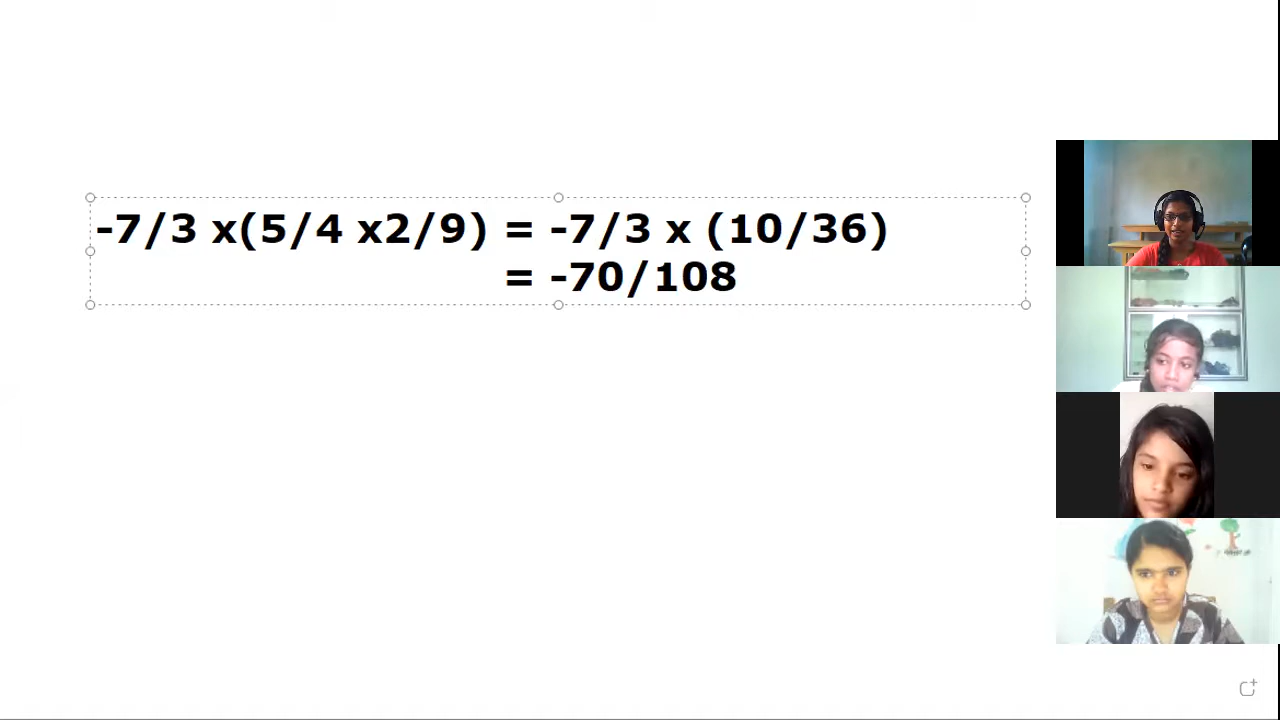 -7/3 x(5/4 x2/9) = -7/3 x (10/36)
= -70/108